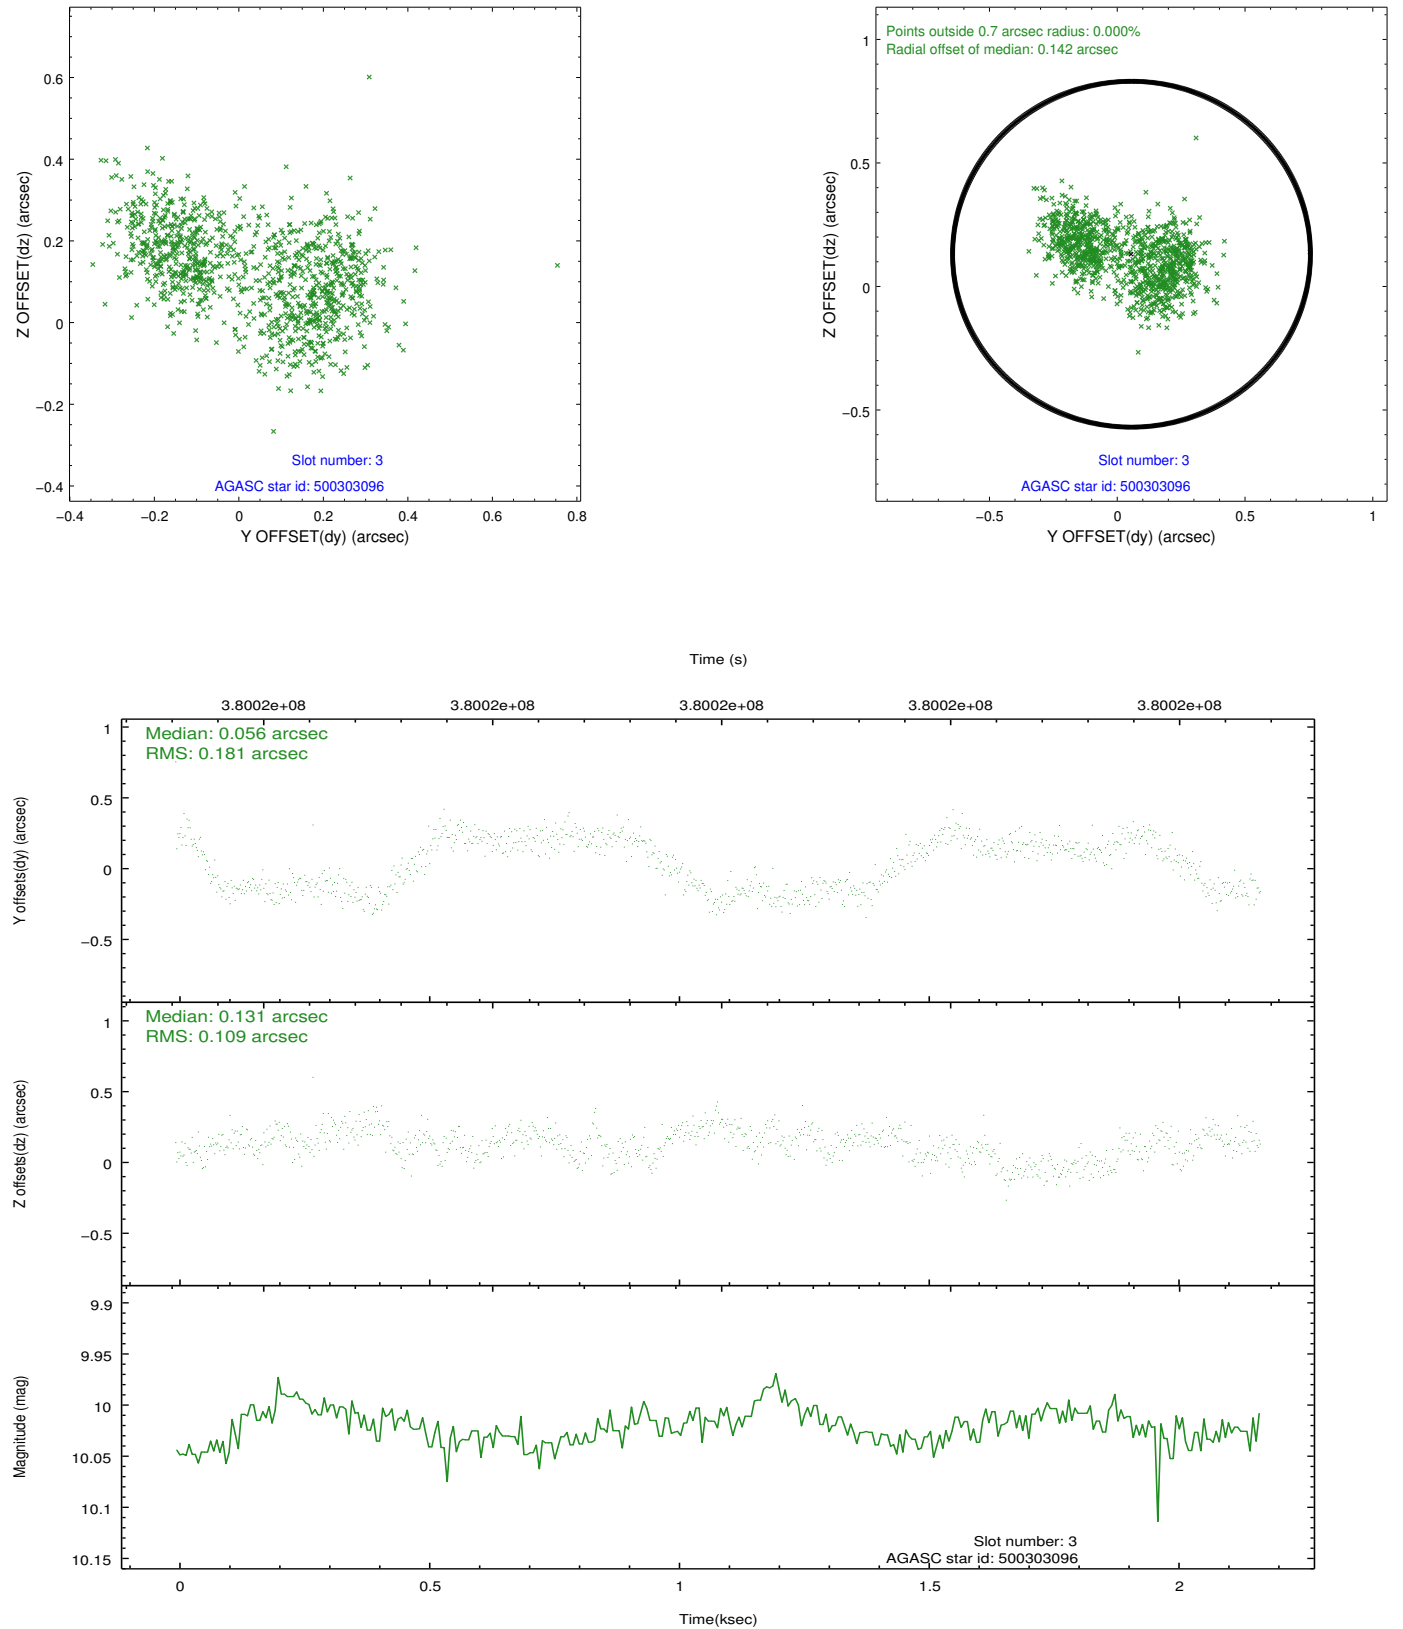 0.6
0.4
0.2
0
−0.2
−0.4
Z OFFSET(dz) (arcsec)
−0.4 −0.2 0 0.2 0.4 0.6 0.8
Y OFFSET(dy) (arcsec)
Slot number: 3
AGASC star id: 500303096
Points outside 0.7 arcsec radius: 0.000%
Radial offset of median: 0.142 arcsec
1
0.5
0
−0.5
Z OFFSET(dz) (arcsec)
Slot number: 3
AGASC star id: 500303096
−0.5 0 0.5 1
Y OFFSET(dy) (arcsec)
Time (s)
3.8002e+08 3.8002e+08 3.8002e+08 3.8002e+08 3.8002e+08
Median: 0.056 arcsec
RMS: 0.181 arcsec
1
0.5
0
−0.5
Y offsets(dy) (arcsec)
Median: 0.131 arcsec
RMS: 0.109 arcsec
1
0.5
0
−0.5
Z offsets(dz) (arcsec)
9.9
9.95
10
10.05
10.1
10.15
Magnitude (mag)
Slot number: 3
AGASC star id: 500303096
0 0.5 1 1.5 2
Time(ksec)